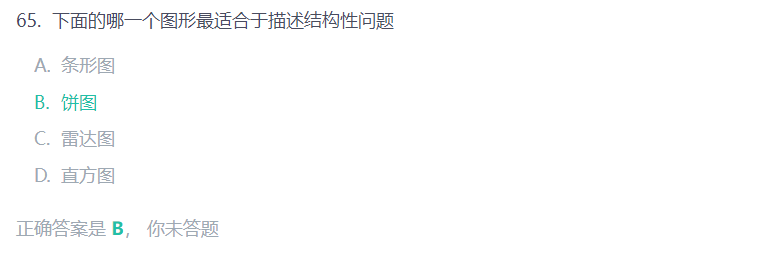 65. 下面的哪一个图形最适合于描述结构性问题
A. 条形图
B. 饼图
C. 雷达图
D. 直方图
正确答案是 B， 你未答题